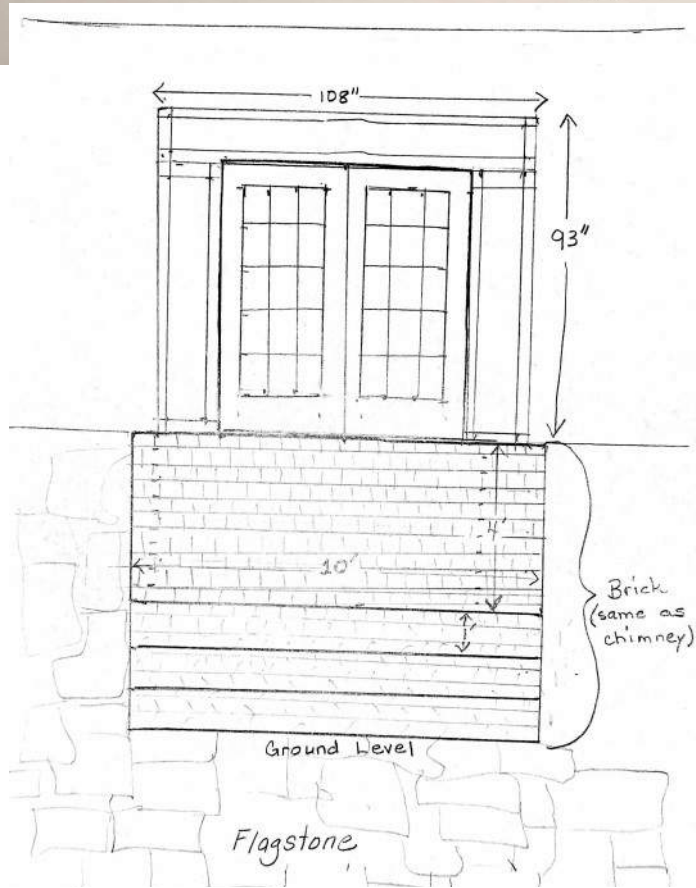 108"
93"
4'
10'
1'
Brick
(same as
chimney)
Ground Level
Flagstone